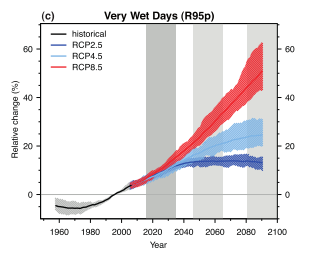 (c) Very Wet Days (R95p)
historical
RCP2.5
RCP4.5
RCP8.5
Relative change (%)
60 60
40 40
20 20
0 0
1960 1980 2000 2020 2040 2060 2080 2100
Year